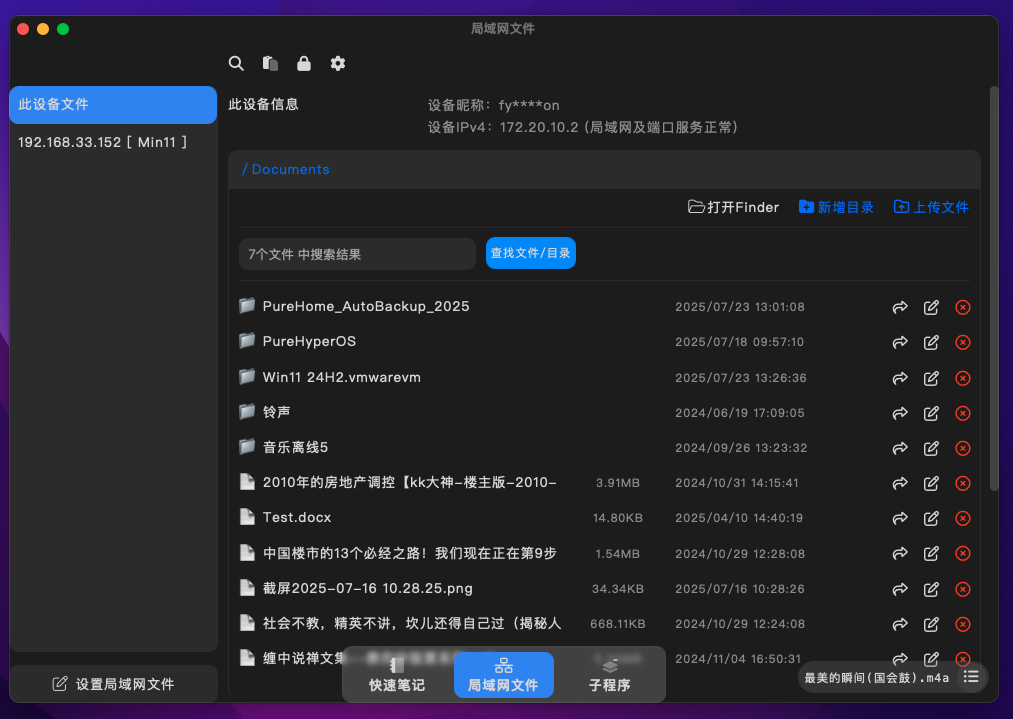 局域网文件
此设备文件
192.168.33.152 [ Min11 ]
设置局域网文件
此设备信息
设备昵称：fy****on
设备IPv4：172.20.10.2 (局域网及端口服务正常)
/ Documents
打开Finder 新增目录 上传文件
7个文件 中搜索结果 查找文件/目录
PureHome_AutoBackup_2025 2025/07/23 13:01:08
PureHyperOS 2025/07/18 09:57:10
Win11 24H2.vmwarevm 2025/07/23 13:26:36
铃声 2024/06/19 17:09:05
音乐离线5 2024/09/26 13:23:32
2010年的房地产调控【kk大神-楼主版-2010- 3.91MB 2024/10/31 14:15:41
Test.docx 14.80KB 2025/04/10 14:40:19
中国楼市的13个必经之路！我们现在正在第9步 1.54MB 2024/10/29 12:28:08
截屏2025-07-16 10.28.25.png 34.34KB 2025/07/16 10:28:26
社会不教，精英不讲，坎儿还得自己过（揭秘人 668.11KB 2024/10/29 12:24:08
缠中说禅文集 2024/11/04 16:50:31
快速笔记 局域网文件 子程序
最美的瞬间(国会鼓).m4a